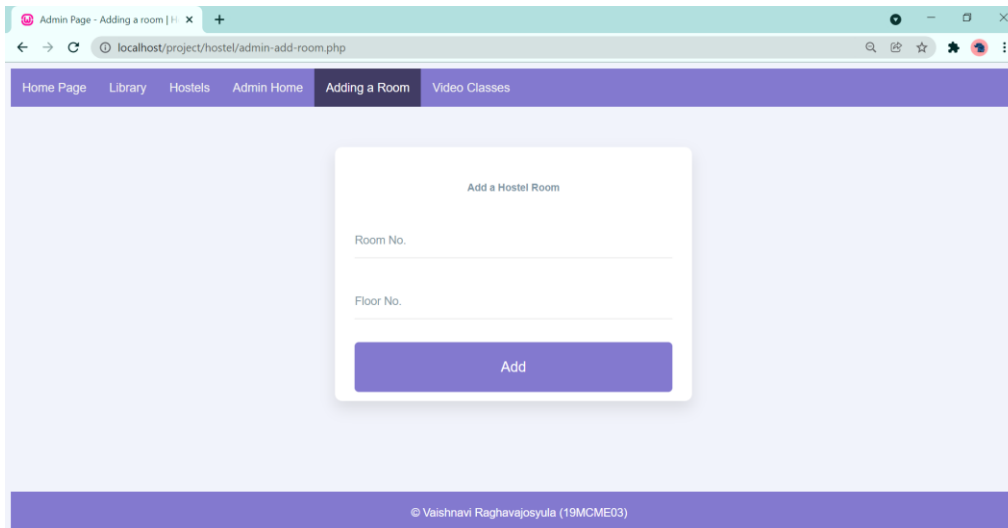 Admin Page - Adding a room | H
localhost/project/hostel/admin-add-room.php
Home Page Library Hostels Admin Home Adding a Room Video Classes
Add a Hostel Room
Room No.
Floor No.
Add
© Vaishnavi Raghavajosyula (19MCME03)